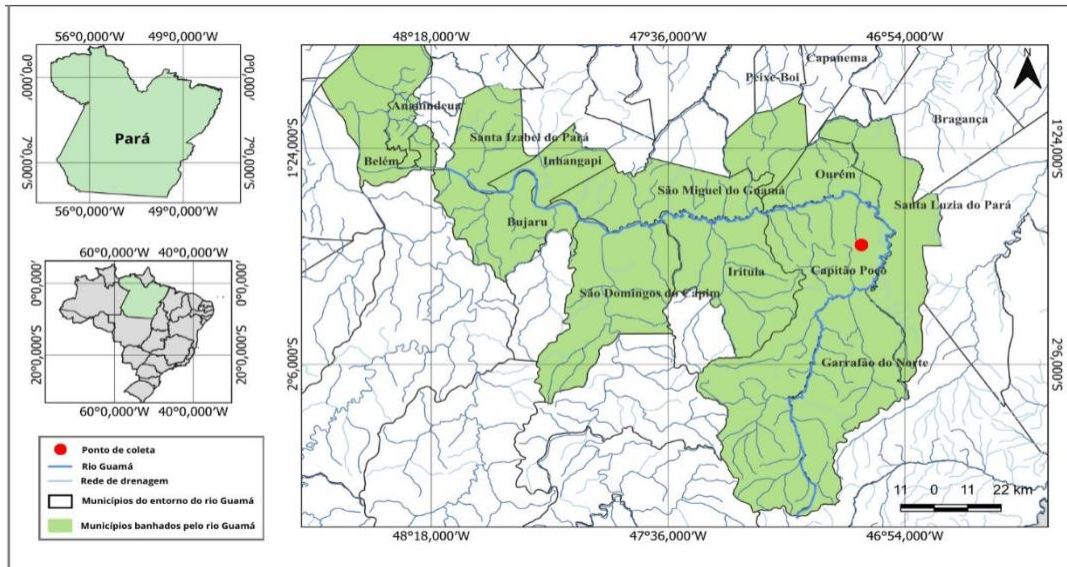 56°0,000'W 49°0,000'W
0°0,000'
7°0,000'S
0°0,000'
7°0,000'S
Pará
56°0,000'W 49°0,000'W
60°0,000'W 40°0,000'W
0°9,000'
20°0,000'S
0°9,000'
20°0,000'S
60°0,000'W 40°0,000'W
Ponto de coleta
Rio Guamá
Rede de drenagem
Municípios do entorno do rio Guamá
Municípios banhados pelo rio Guamá
48°18,000'W 47°36,000'W 46°54,000'W
N
Capanema
Peixe-Boi
Ananindeua
Bragança
Santa Izabel do Pará
1°24,000'S
1°24,000'S
Belém
Inhangapi
Ourém
São Miguel do Guamá
Santa Luzia do Pará
Bujaru
Iritula
Capitão Poço
São Domingos do Capim
Garrafão do Norte
2°6,000'S
2°6,000'S
11 0 11 22 km
48°18,000'W 47°36,000'W 46°54,000'W